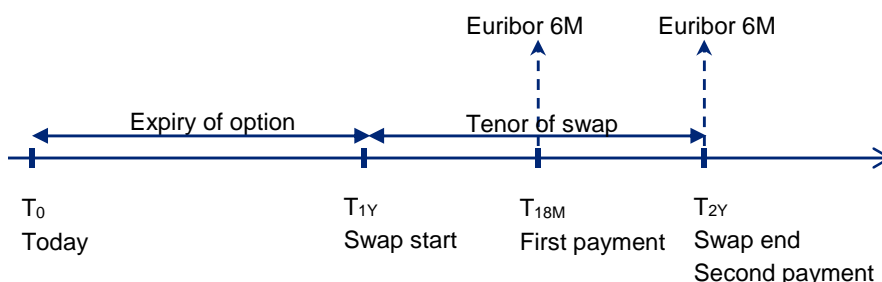 Euribor 6M Euribor 6M
Expiry of option Tenor of swap
T0 T1Y T18M T2Y
Today Swap start First payment Swap end
Second payment